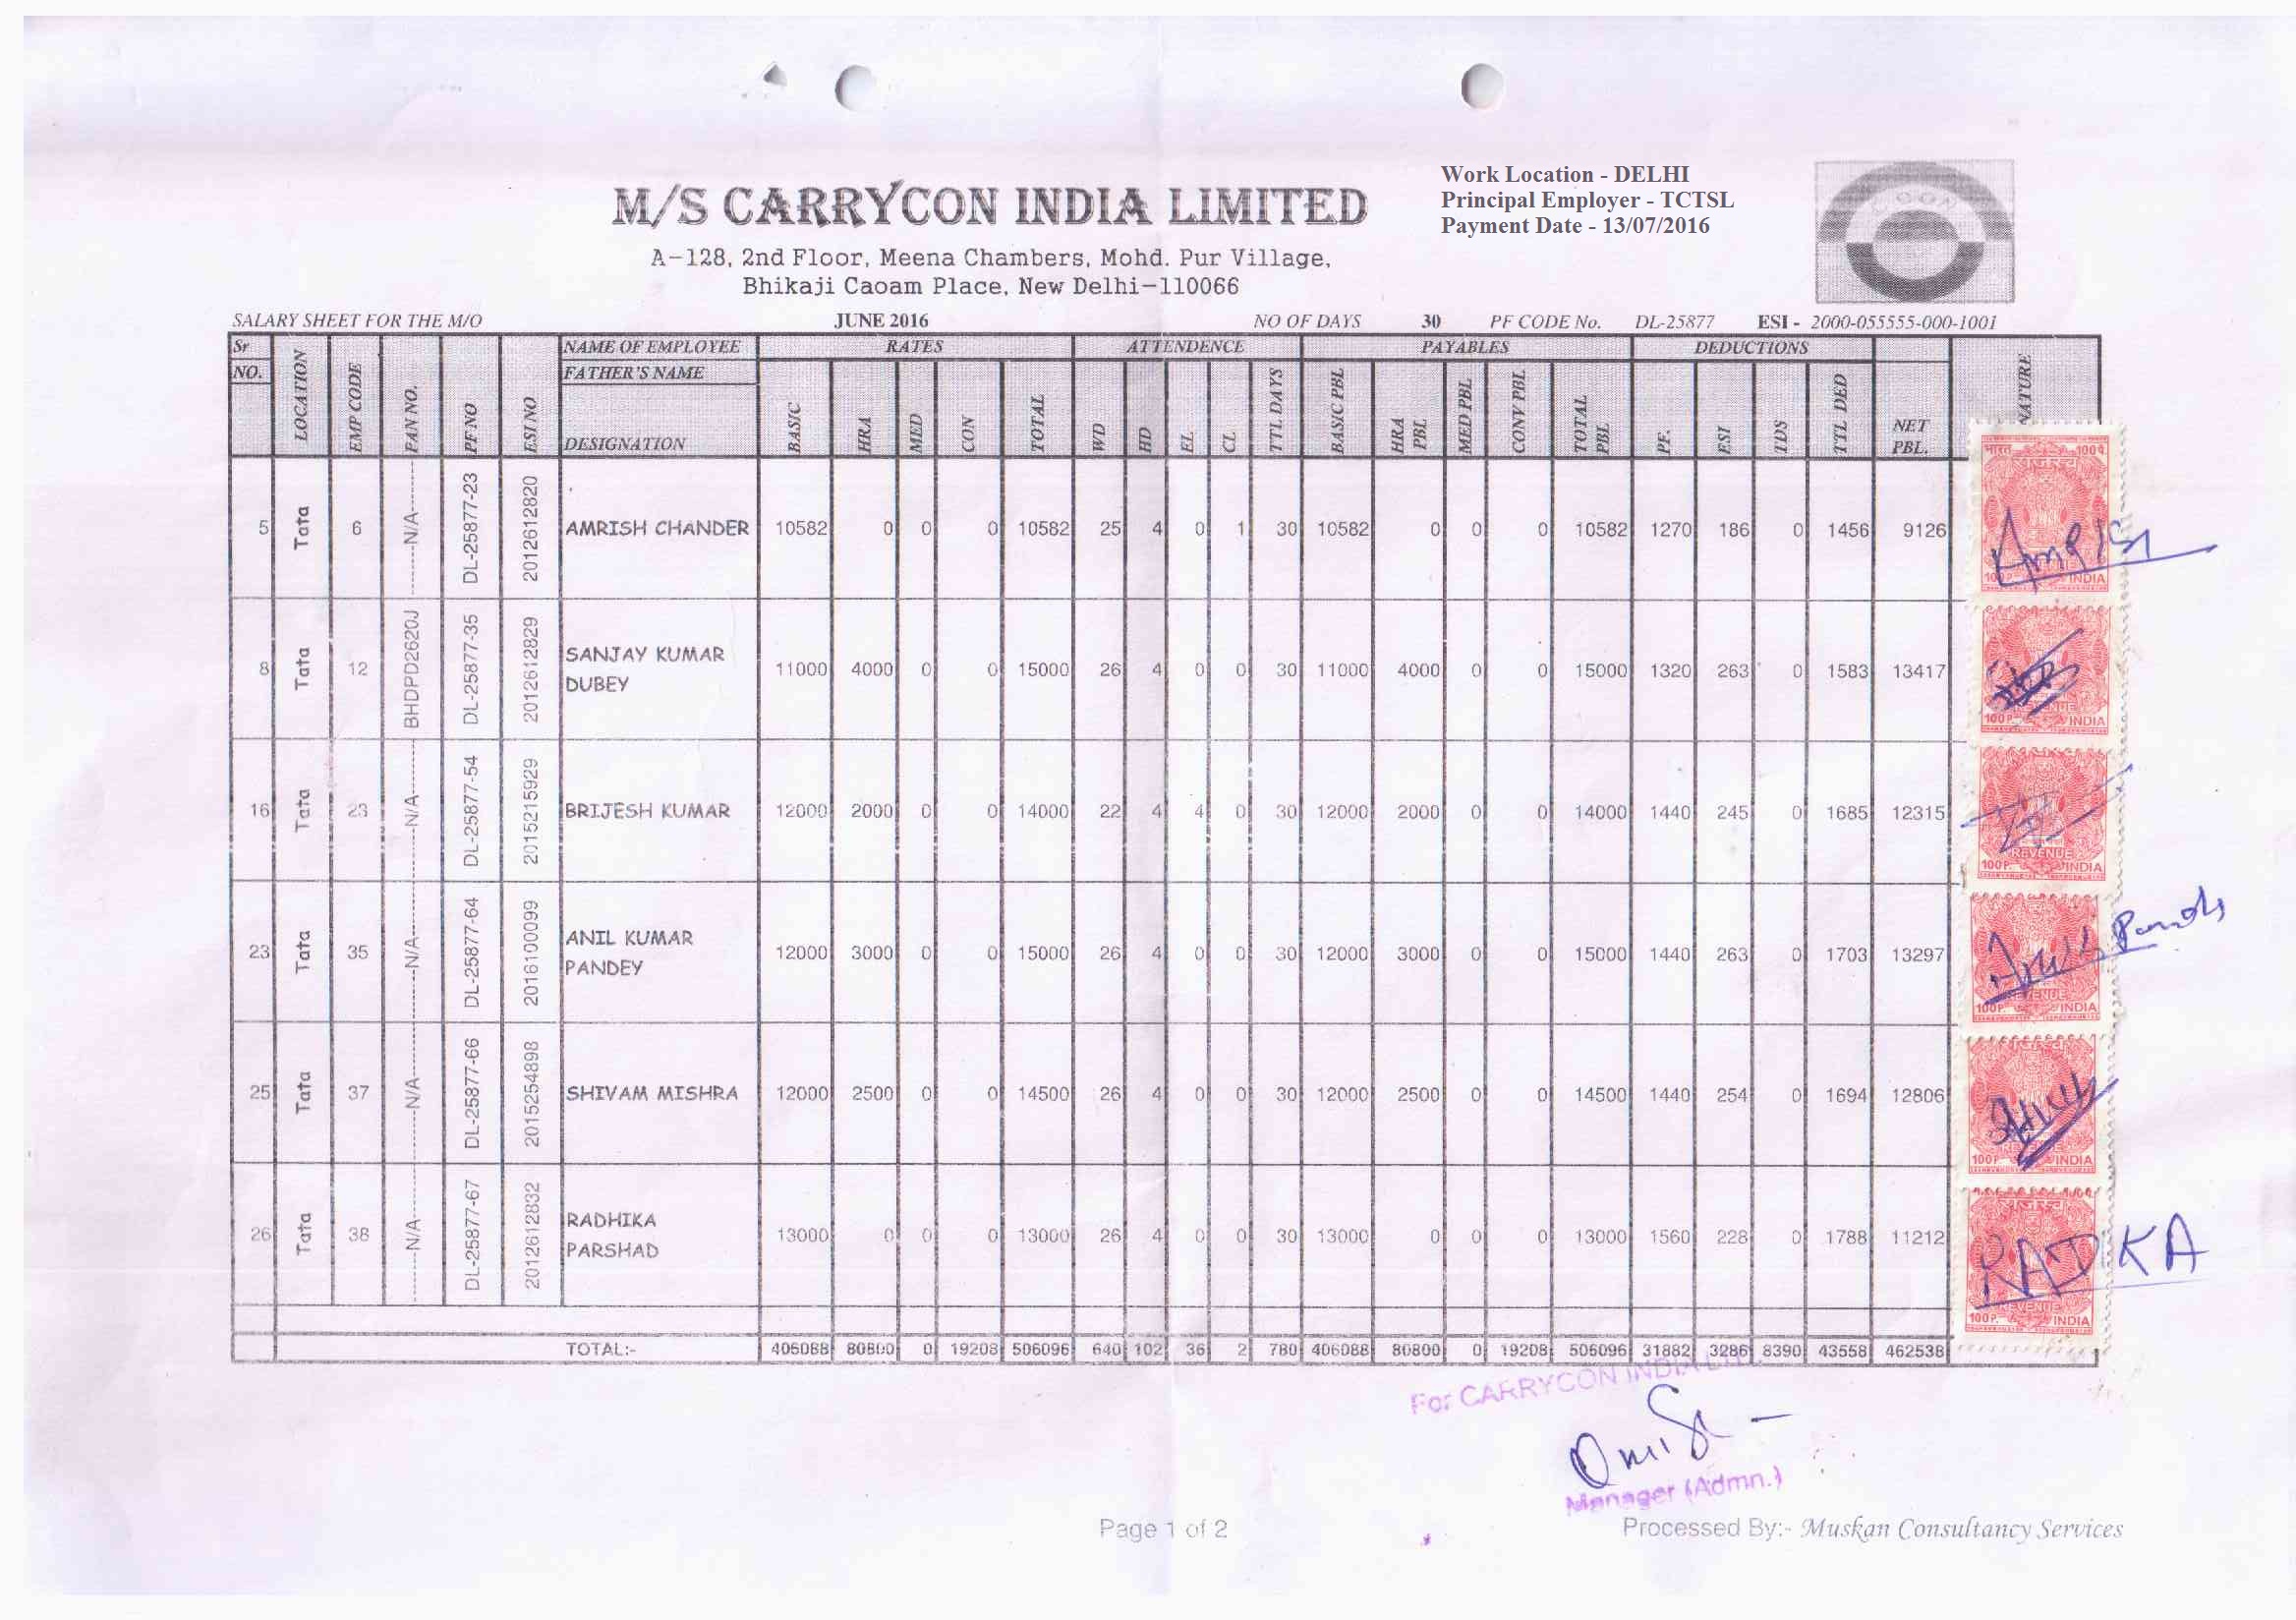 Work Location - DELHI
Principal Employer - TCTSL
Payment Date - 13/07/2016
M/S CARRYCON INDIA LIMITED
A-128, 2nd Floor, Meena Chambers, Mohd. Pur Village,
Bhikaji Caoam Place, New Delhi-110066
SALARY SHEET FOR THE M/O JUNE 2016 NO OF DAYS 30 PF CODE No. DL-25877 ESI - 2000-055555-000-1001
Sr NO. LOCATION EMP CODE PAN NO. PF NO ESI NO NAME OF EMPLOYEE FATHER'S NAME DESIGNATION
RATES ATTENDENCE PAYABLES DEDUCTIONS
BASIC HRA MED CON TOTAL WD HD EL CL TTL DAYS BASIC PBL HRA PBL MED PBL CONV PBL TOTAL PBL PF. ESI TDS TTL DED NET PBL. NATURE
5 Tata 6 --------N/A-------- DL-25877-23 2012612820 AMRISH CHANDER 10582 0 0 0 10582 25 4 0 1 30 10582 0 0 0 10582 1270 186 0 1456 9126
8 Tata 12 BHDPD2620J DL-25877-35 2012612829 SANJAY KUMAR DUBEY 11000 4000 0 0 15000 26 4 0 0 30 11000 4000 0 0 15000 1320 263 0 1583 13417
16 Tata 23 --------N/A-------- DL-25877-54 2015215929 BRIJESH KUMAR 12000 2000 0 0 14000 22 4 4 0 30 12000 2000 0 0 14000 1440 245 0 1685 12315
23 Tata 35 --------N/A-------- DL-25877-64 2016100099 ANIL KUMAR PANDEY 12000 3000 0 0 15000 26 4 0 0 30 12000 3000 0 0 15000 1440 263 0 1703 13297
25 Tata 37 --------N/A-------- DL-25877-66 2015254898 SHIVAM MISHRA 12000 2500 0 0 14500 26 4 0 0 30 12000 2500 0 0 14500 1440 254 0 1694 12806
26 Tata 38 --------N/A-------- DL-25877-67 2012612832 RADHIKA PARSHAD 13000 0 0 0 13000 26 4 0 0 30 13000 0 0 0 13000 1560 228 0 1788 11212
RADIKA
TOTAL:- 406088 80800 0 19208 506096 640 102 36 2 780 406088 80800 0 19208 506096 31882 3286 8390 43558 462538
For CARRYCON INDIA LTD.
Manager (Admn.)
Page 1 of 2
Processed By:- Muskan Consultancy Services